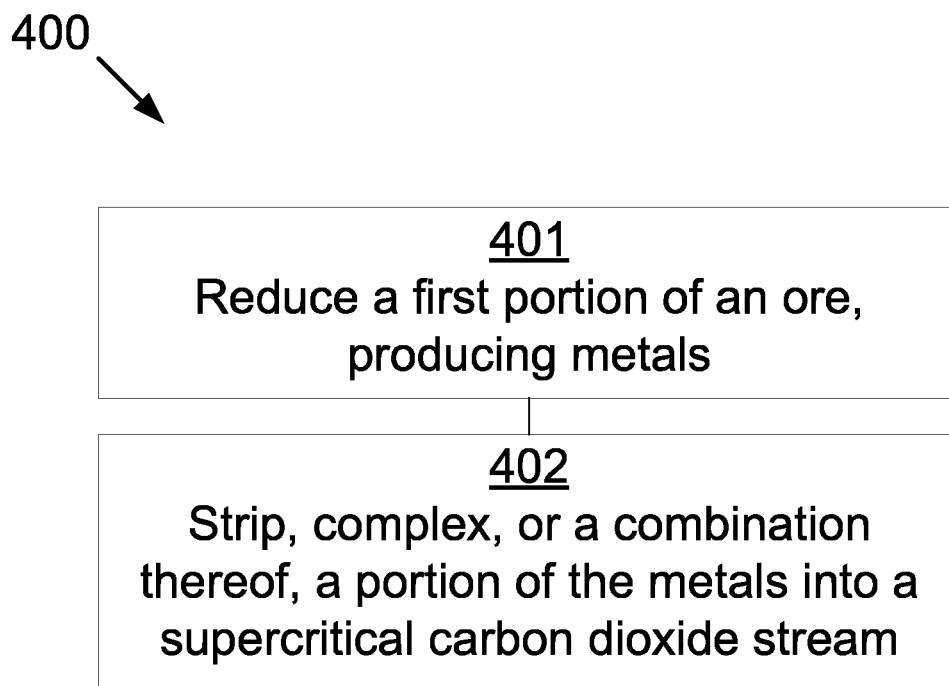 400
401
Reduce a first portion of an ore,
producing metals
402
Strip, complex, or a combination
thereof, a portion of the metals into a
supercritical carbon dioxide stream